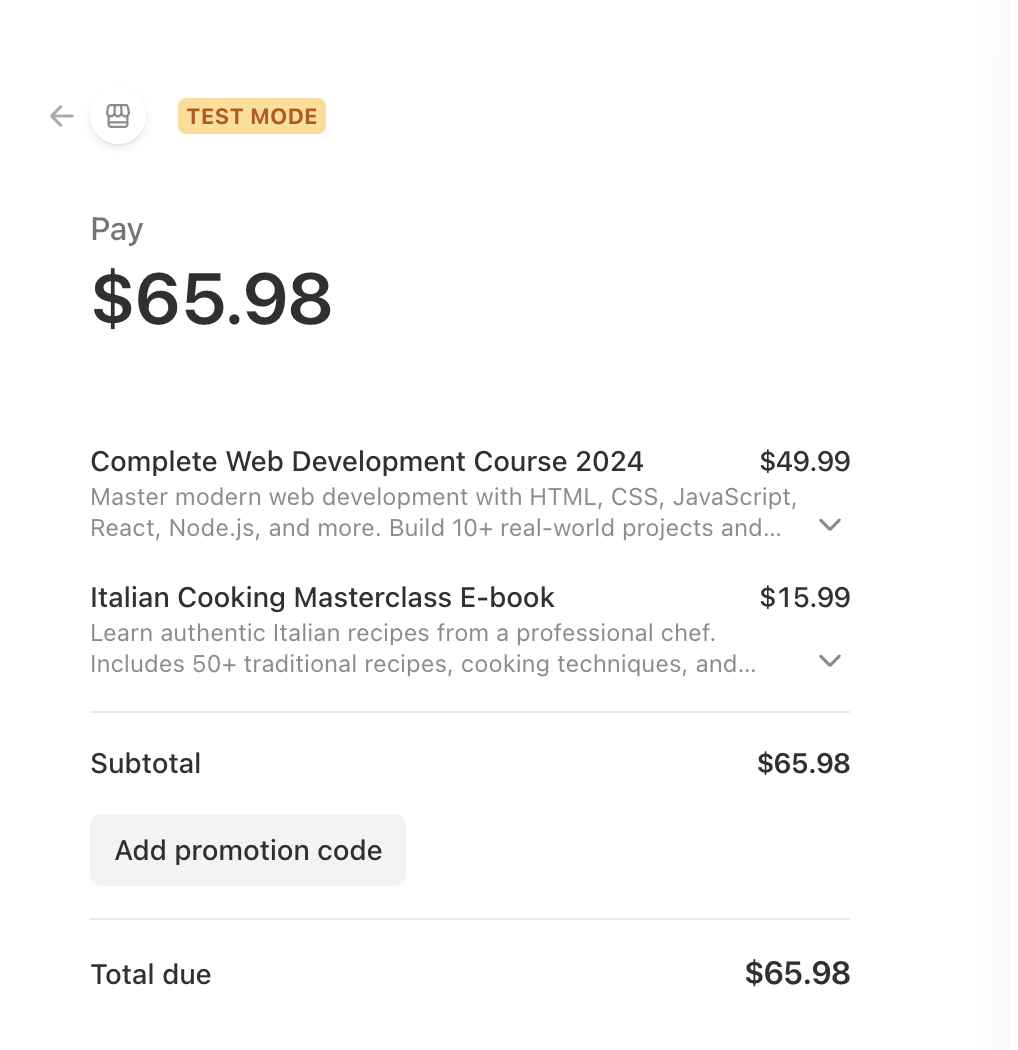 TEST MODE
Pay
$65.98
Complete Web Development Course 2024 $49.99
Master modern web development with HTML, CSS, JavaScript,
React, Node.js, and more. Build 10+ real-world projects and...
Italian Cooking Masterclass E-book $15.99
Learn authentic Italian recipes from a professional chef.
Includes 50+ traditional recipes, cooking techniques, and...
Subtotal $65.98
Add promotion code
Total due $65.98